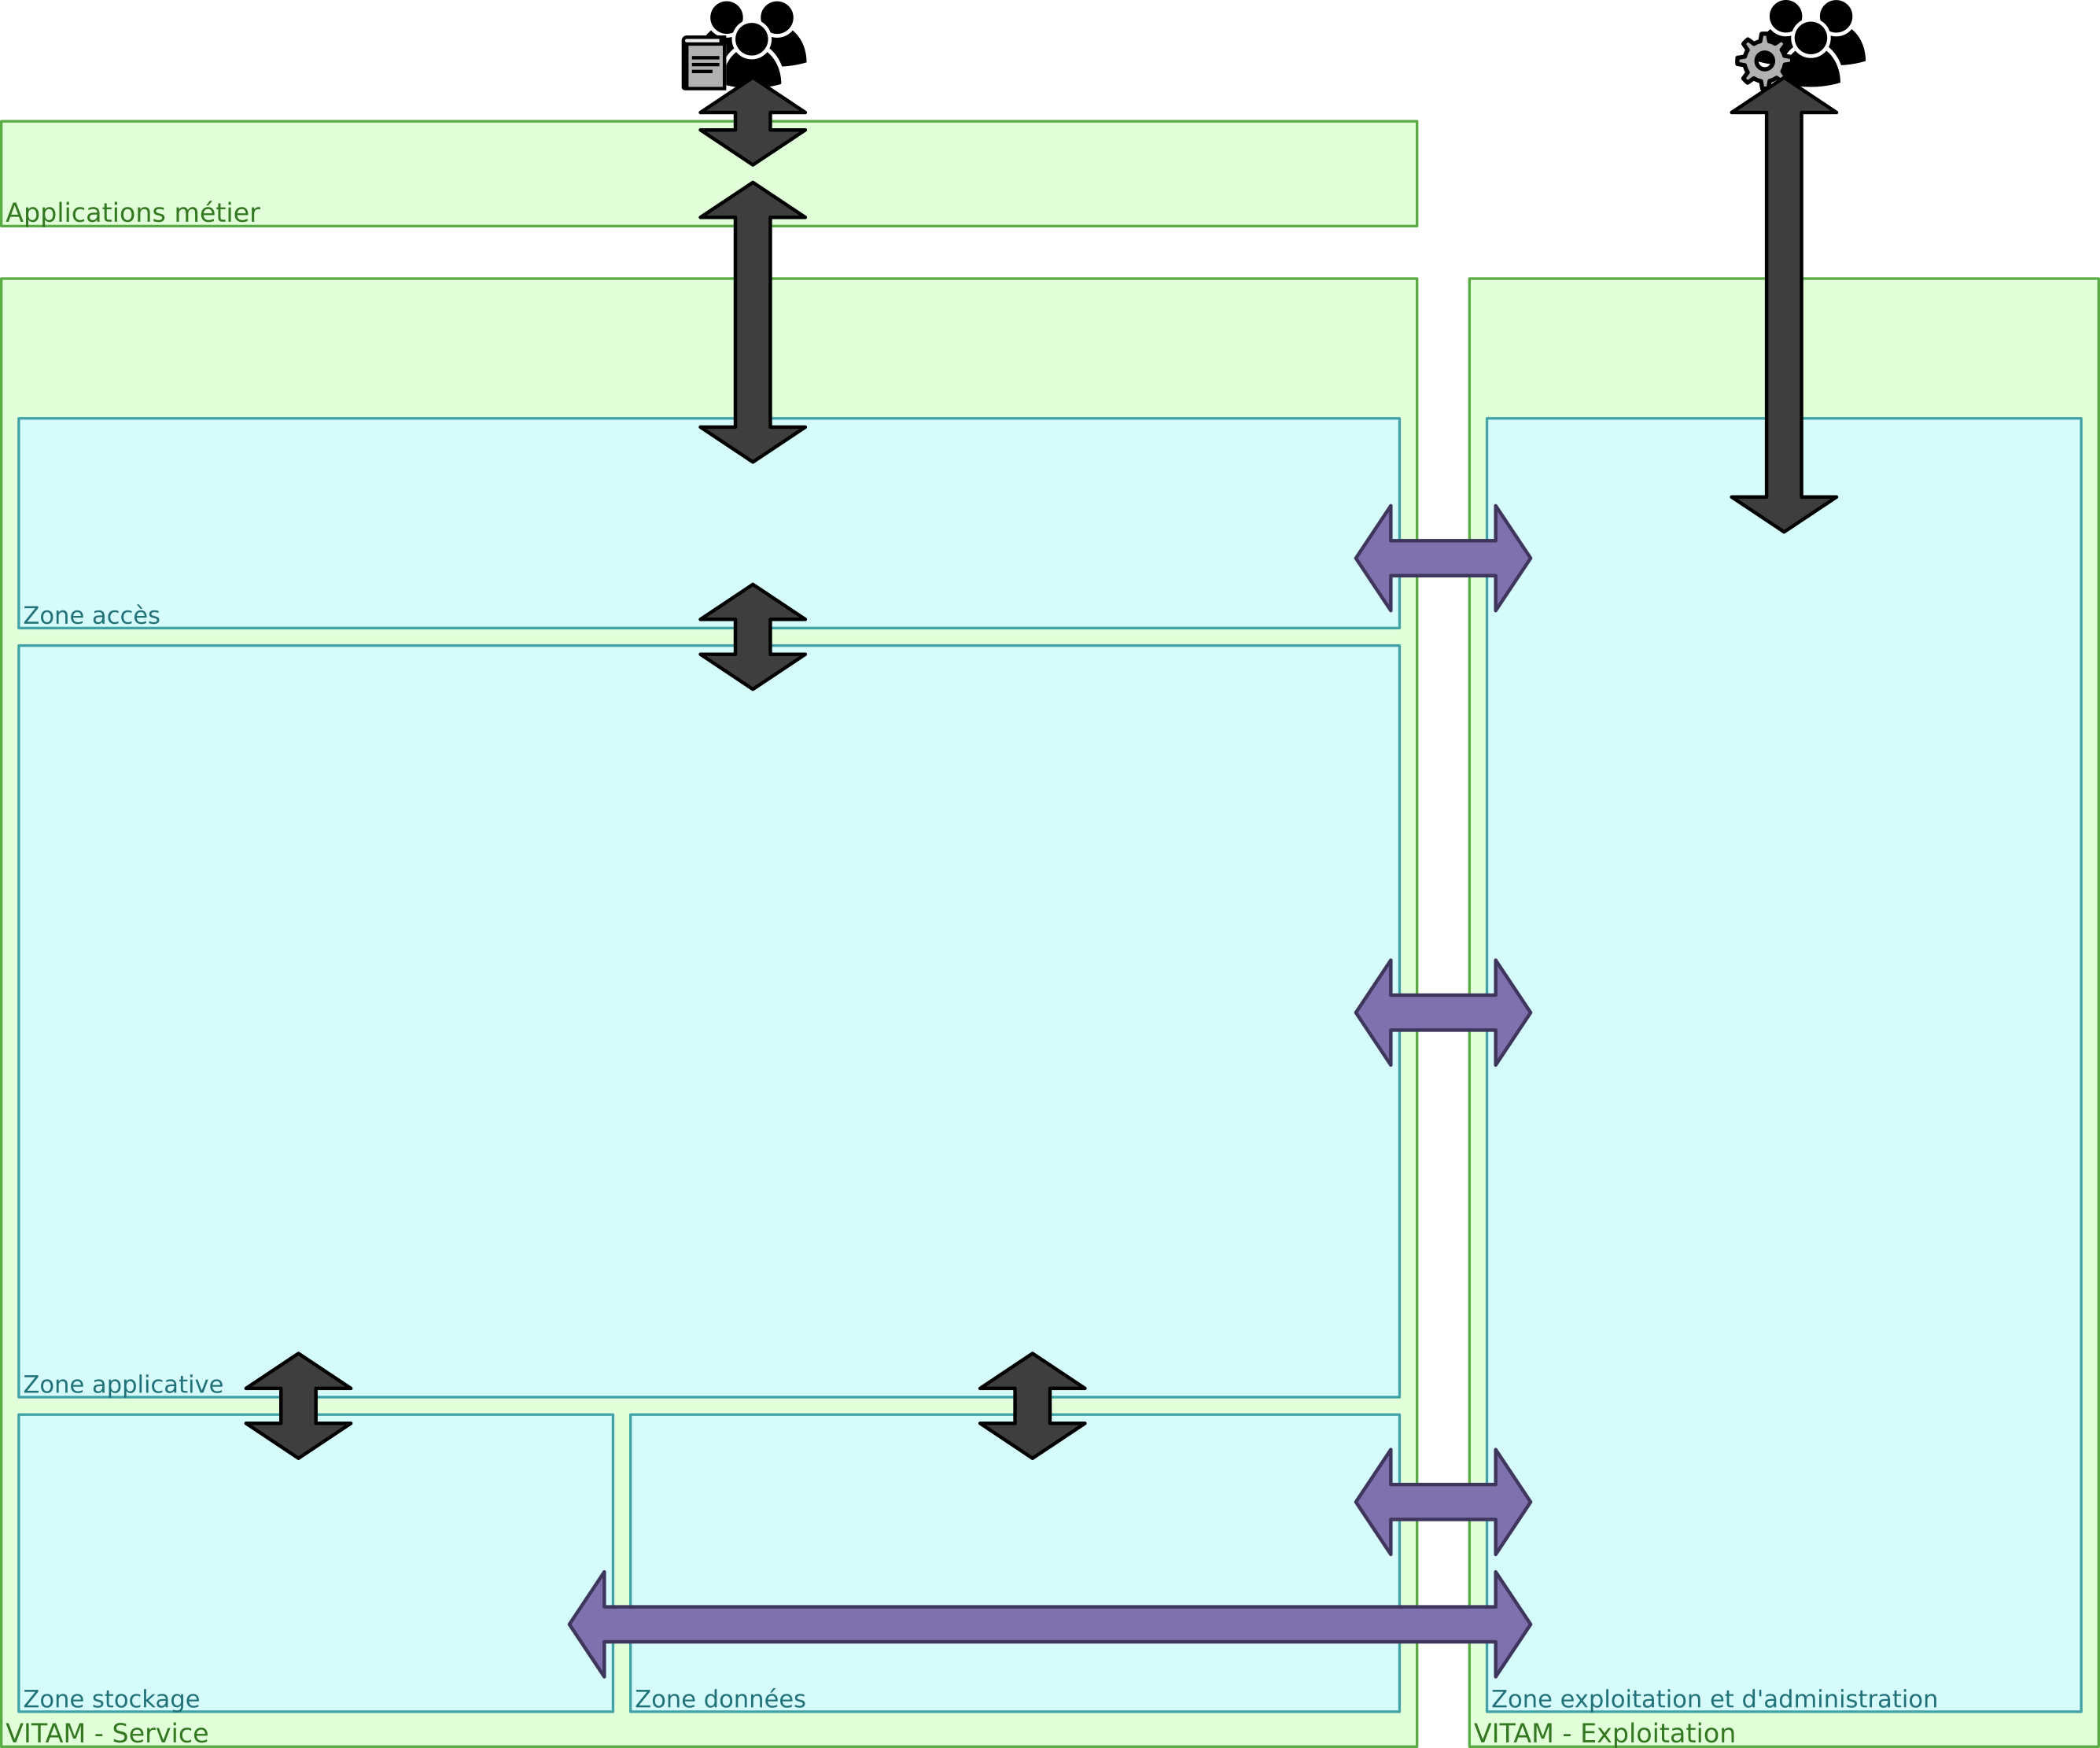 Applications métier
Zone accès
Zone applicative
Zone stockage
Zone données
Zone exploitation et d'administration
VITAM - Service
VITAM - Exploitation